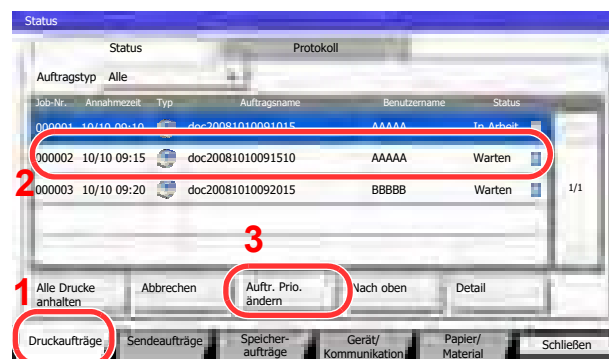 Status
Status Protokoll
Auftragstyp Alle
Job-Nr. Annahmezeit Typ Auftragsname Benutzername Status
000001 10/10 09:10 doc20081010091015 AAAAA In Arbeit
000002 10/10 09:15 doc20081010091510 AAAAA Warten
2
000003 10/10 09:20 doc20081010092015 BBBBB Warten 1/1
3
1
Alle Drucke anhalten Abbrechen Auftr. Prio. ändern Nach oben Detail
Druckaufträge Sendeaufträge Speicher-aufträge Gerät/Kommunikation Papier/Material Schließen